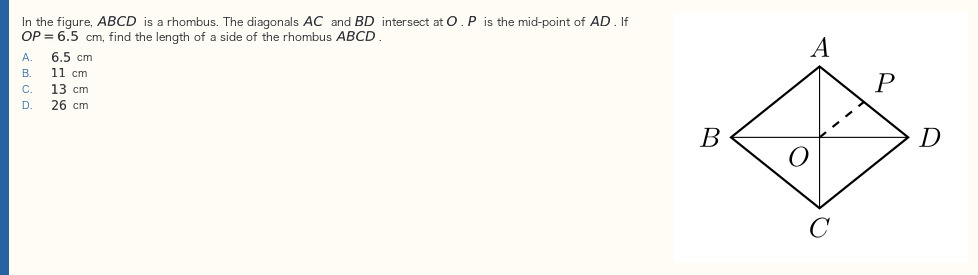 In the figure, ABCD is a rhombus. The diagonals AC and BD intersect at O . P is the mid-point of AD . If
OP = 6.5 cm, find the length of a side of the rhombus ABCD .
A. 6.5 cm
B. 11 cm
C. 13 cm
D. 26 cm
A
P
B
D
O
C